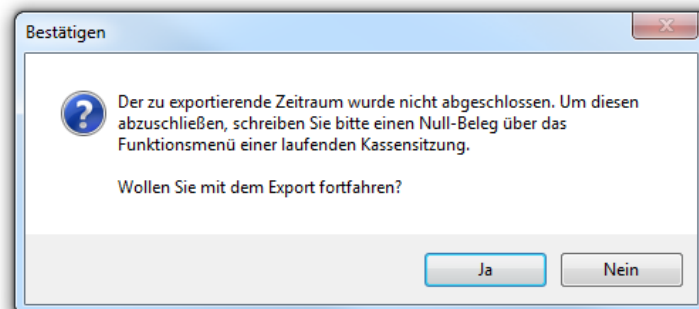 Bestätigen
Der zu exportierende Zeitraum wurde nicht abgeschlossen. Um diesen
abzuschließen, schreiben Sie bitte einen Null-Beleg über das
Funktionsmenü einer laufenden Kassensitzung.
Wollen Sie mit dem Export fortfahren?
Ja
Nein